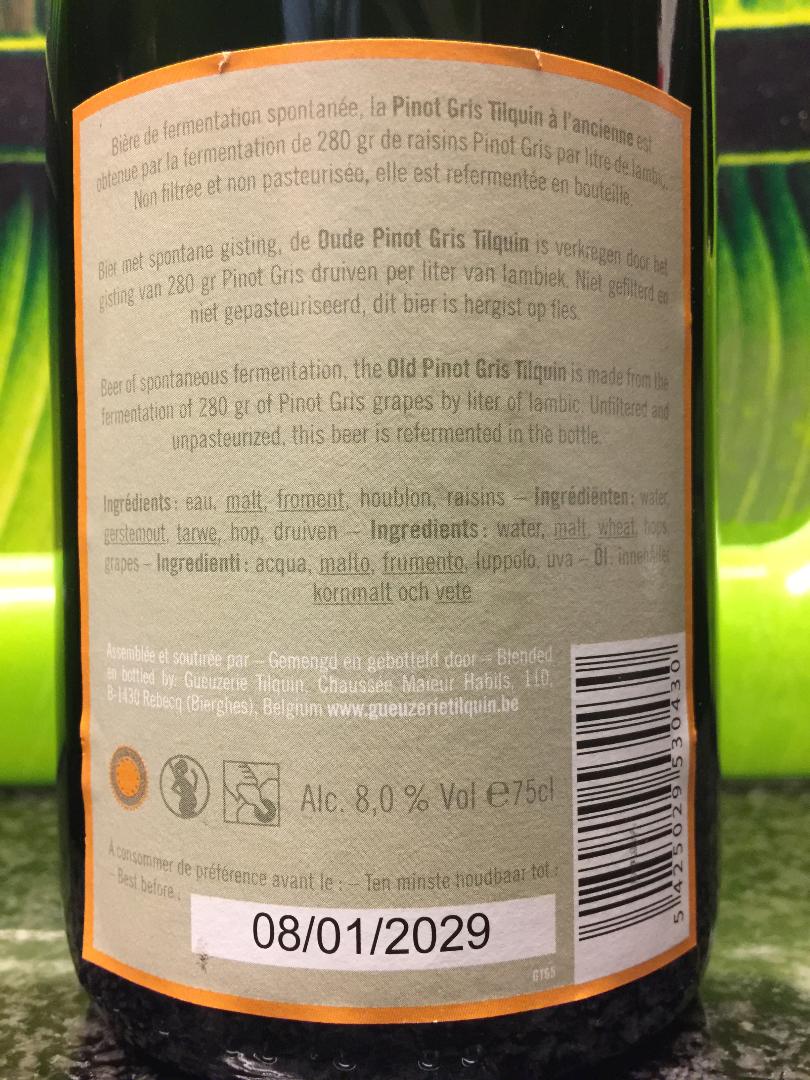 Bière de fermentation spontanée, la Pinot Gris Tilquin à l'ancienne est
obtenue par la fermentation de 280 gr de raisins Pinot Gris par litre de lambic.
Non filtrée et non pasteurisée, elle est refermentée en bouteille.
Bier met spontane gisting, de Oude Pinot Gris Tilquin is verkregen door het
gisting van 280 gr Pinot Gris druiven per liter van lambiek. Niet gefilterd en
niet gepasteuriseerd, dit bier is hergist op fles.
Beer of spontaneous fermentation, the Old Pinot Gris Tilquin is made from the
fermentation of 280 gr of Pinot Gris grapes by liter of lambic. Unfiltered and
unpasteurized, this beer is refermented in the bottle.
Ingrédients : eau, malt, froment, houblon, raisins – Ingrediënten : water,
gerstemout, tarwe, hop, druiven – Ingredients : water, malt, wheat, hops,
grapes – Ingredienti : acqua, malto, frumento, luppolo, uva – Öl : innehåller
kornmalt och vete
Assemblée et soutirée par – Gemengd en gebotteld door – Blended
en bottled by: Gueuzerie Tilquin, Chaussée Maieur Habils, 110,
B-1430 Rebecq (Bierghes), Belgium www.gueuzerietilquin.be
Alc. 8,0 % Vol e 75cl
A consommer de préférence avant le : – Ten minste houdbaar tot :
– Best before :
08/01/2029
GT65
5 425029 530430